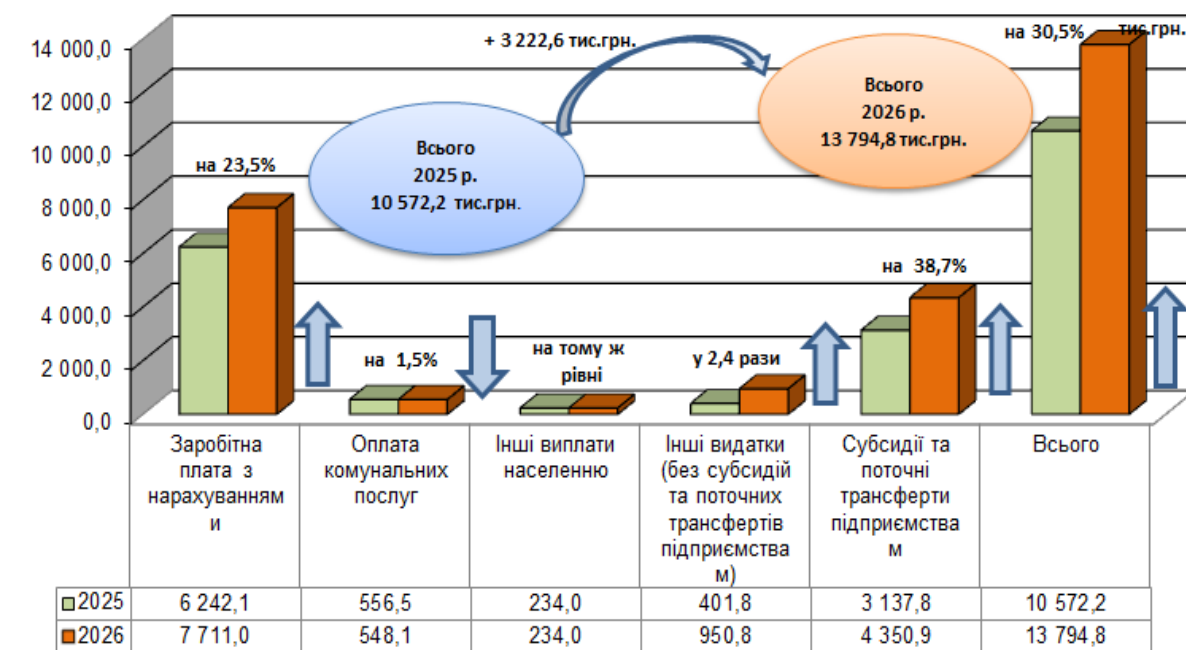 14 000,0
12 000,0
10 000,0
8 000,0
6 000,0
4 000,0
2 000,0
0,0
+ 3 222,6 тис.грн.
на 30,5%
тис.грн.
Всього
2025 р.
10 572,2 тис.грн.
Всього
2026 р.
13 794,8 тис.грн.
на 23,5%
на 1,5%
на тому ж
рівні
у 2,4 рази
на 38,7%
Заробітна
плата з
нарахуванням
и
Оплата
комунальних
послуг
Інші виплати
населенню
Інші видатки
(без субсидій
та поточних
трансфертів
підприємства
м)
Субсидії та
поточні
трансферти
підприємства
м
Всього
2025 6 242,1 556,5 234,0 401,8 3 137,8 10 572,2
2026 7 711,0 548,1 234,0 950,8 4 350,9 13 794,8